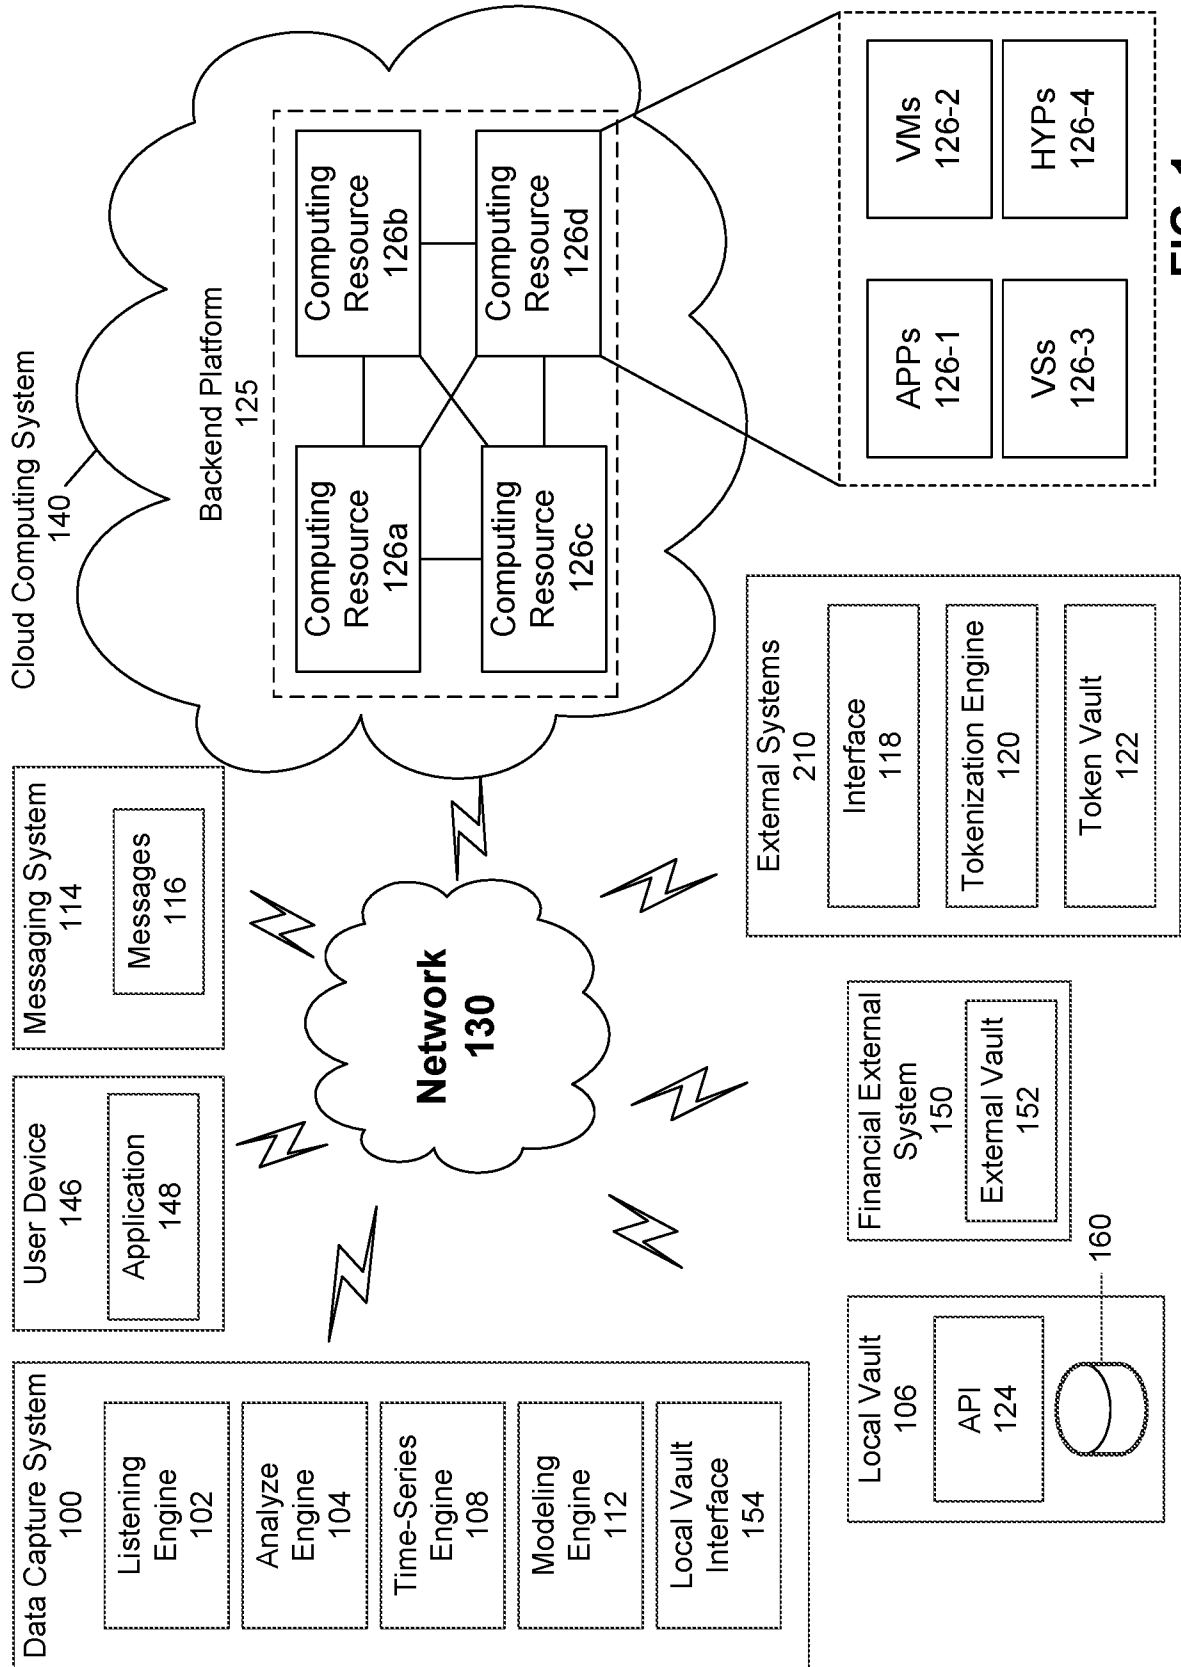 Data Capture System
100
Listening
Engine
102
Analyze
Engine
104
Time-Series
Engine
108
Modeling
Engine
112
Local Vault
Interface
154
User Device
146
Application
148
Messaging System
114
Messages
116
Cloud Computing System
140
Backend Platform
125
Computing
Resource
126a
Computing
Resource
126b
Computing
Resource
126c
Computing
Resource
126d
Network
130
Local Vault
106
API
124
160
Financial External
System
150
External Vault
152
External Systems
210
Interface
118
Tokenization Engine
120
Token Vault
122
APPs
126-1
VMs
126-2
VSs
126-3
HYPs
126-4
FIG. 1